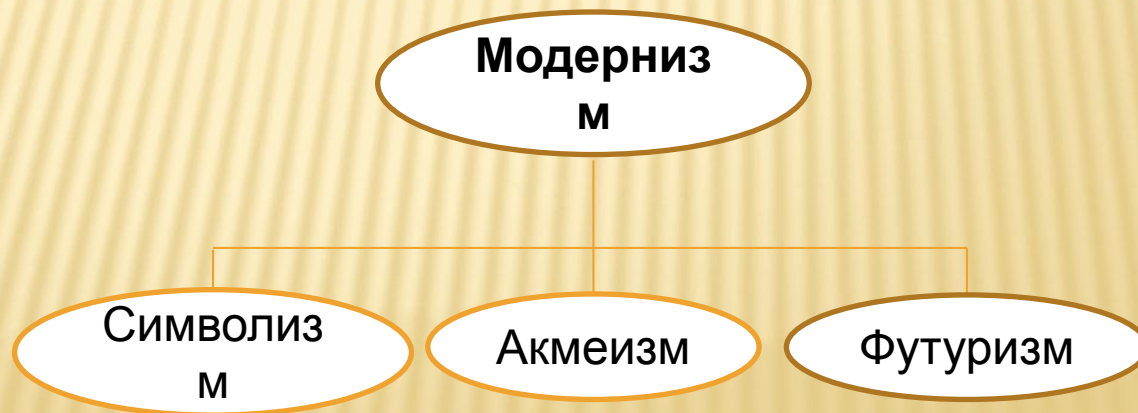 Модерниз
м
Символиз
м
Акмеизм
Футуризм